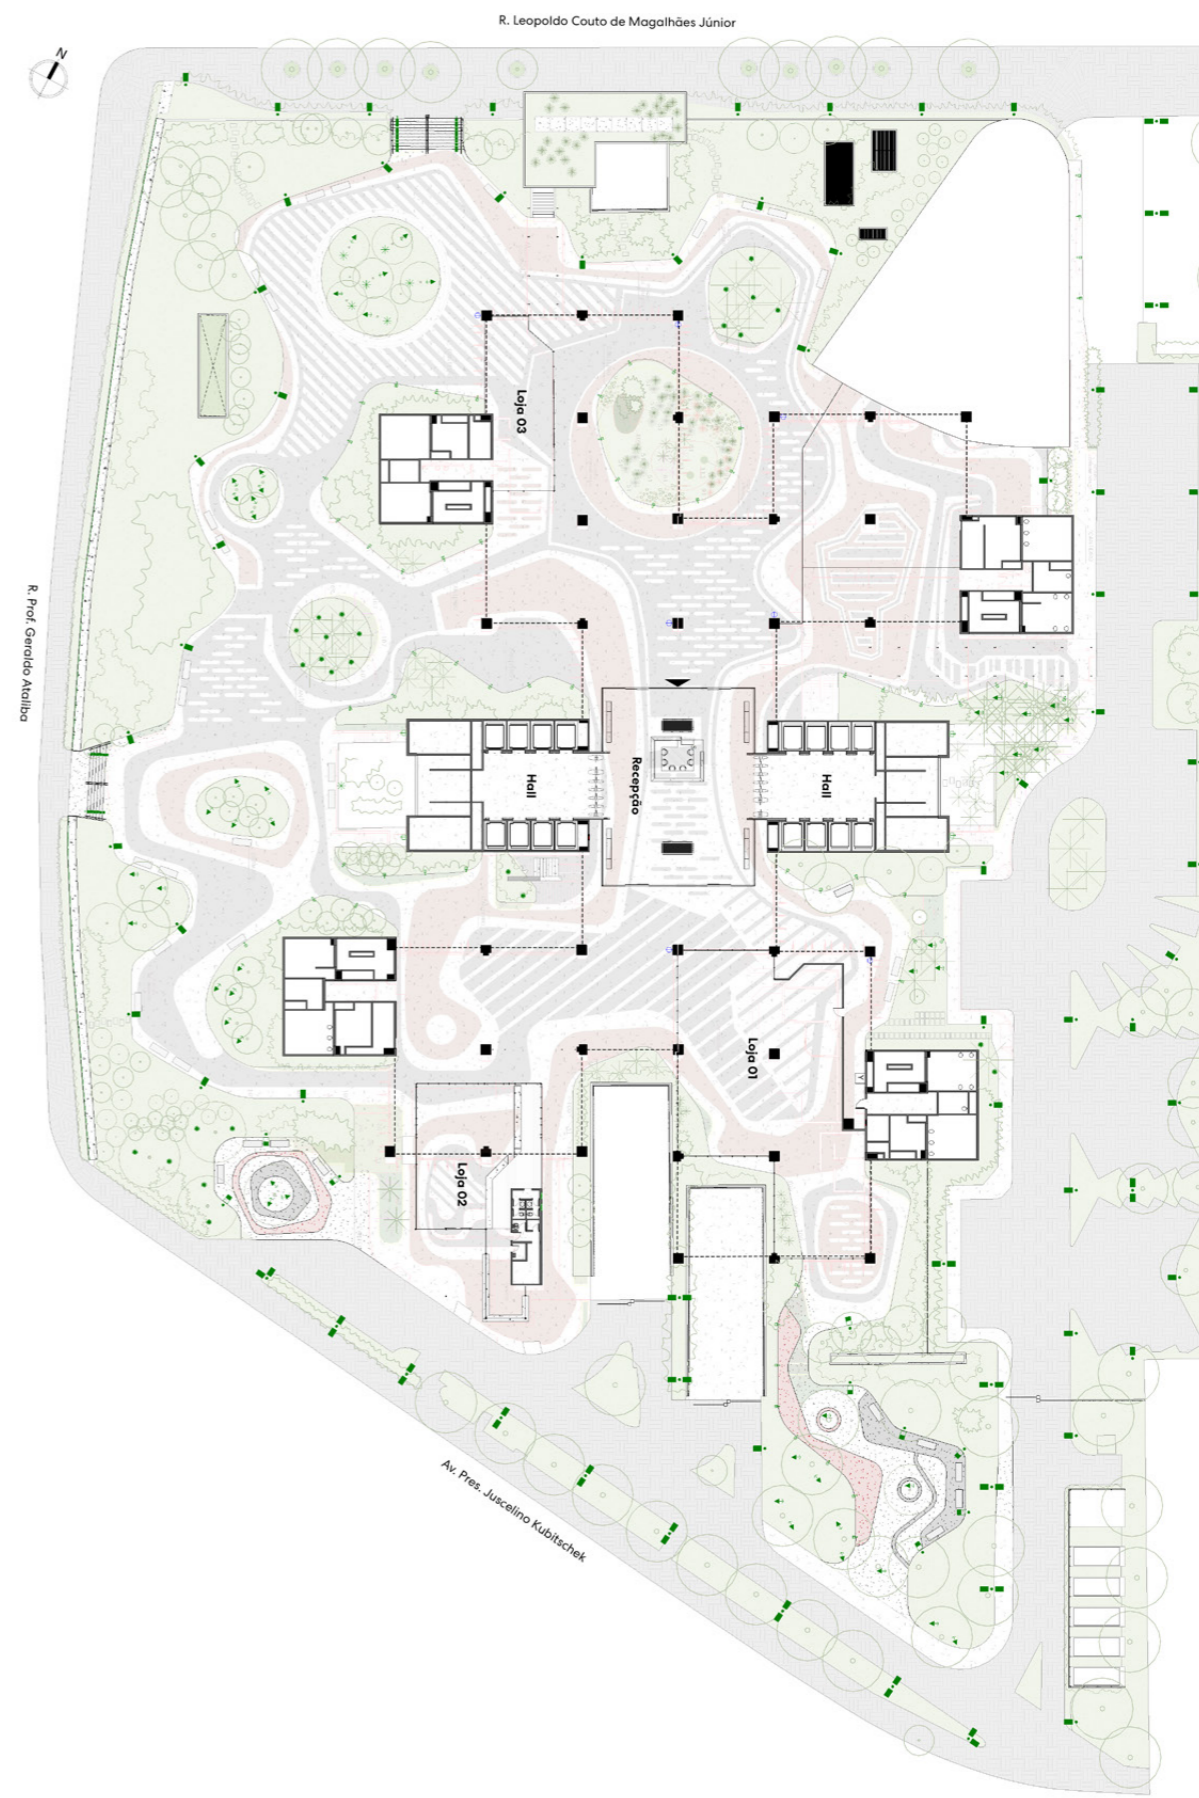 R. Leopoldo Couto de Magalhães Júnior
N
Loja 03
R. Prof. Geraldo Ataliba
Hall
Recepção
Hall
Loja 01
Loja 02
Av. Pres. Juscelino Kubitschek